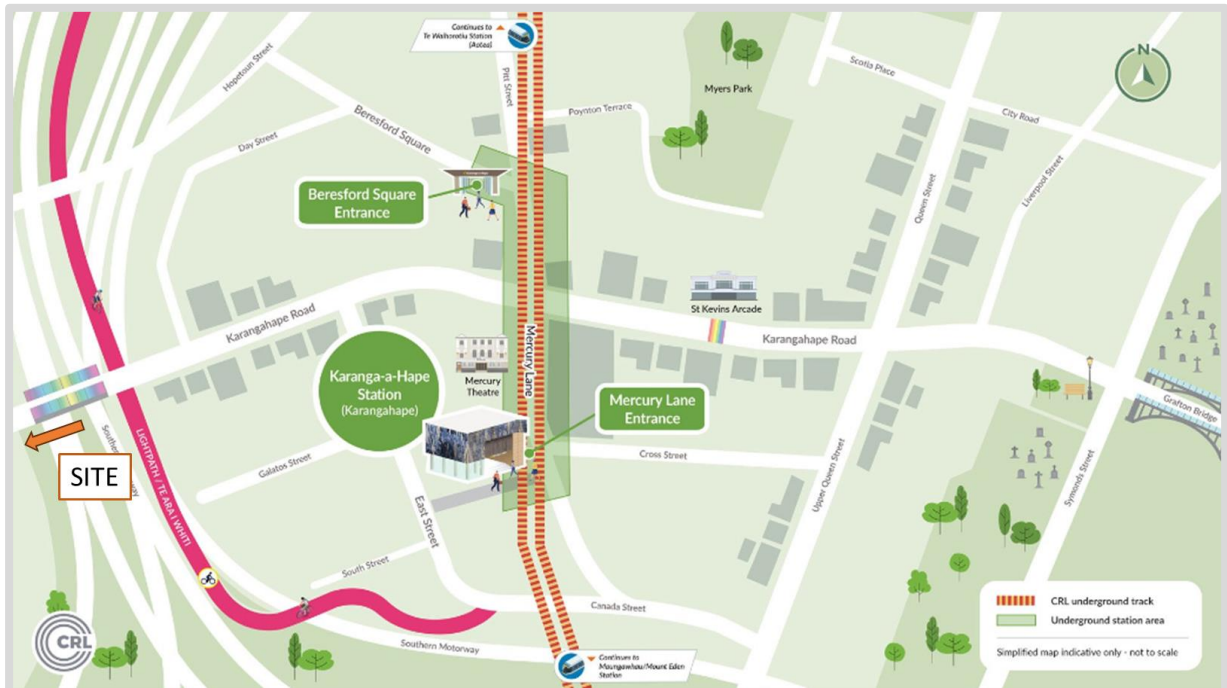 Continues to
Te Waihorotiu Station
(Aotea)
N
Hopetoun Street
Pitt Street
Scotia Place
Myers Park
Beresford Square
Poynton Terrace
City Road
Day Street
Liverpool Street
Beresford Square
Entrance
Queen Street
St Kevins Arcade
Karangahape Road
Karangahape Road
Mercury Lane
Karanga-a-Hape
Station
(Karangahape)
Mercury
Theatre
Mercury Lane
Entrance
Grafton Bridge
SITE
LIGHTPATH / TE ARA I WHITI
Galatos Street
Cross Street
Upper Queen Street
Symonds Street
East Street
South Street
Canada Street
Southern Motorway
CRL
Continues to
Maungawhau/Mount Eden
Station
CRL underground track
Underground station area
Simplified map indicative only - not to scale